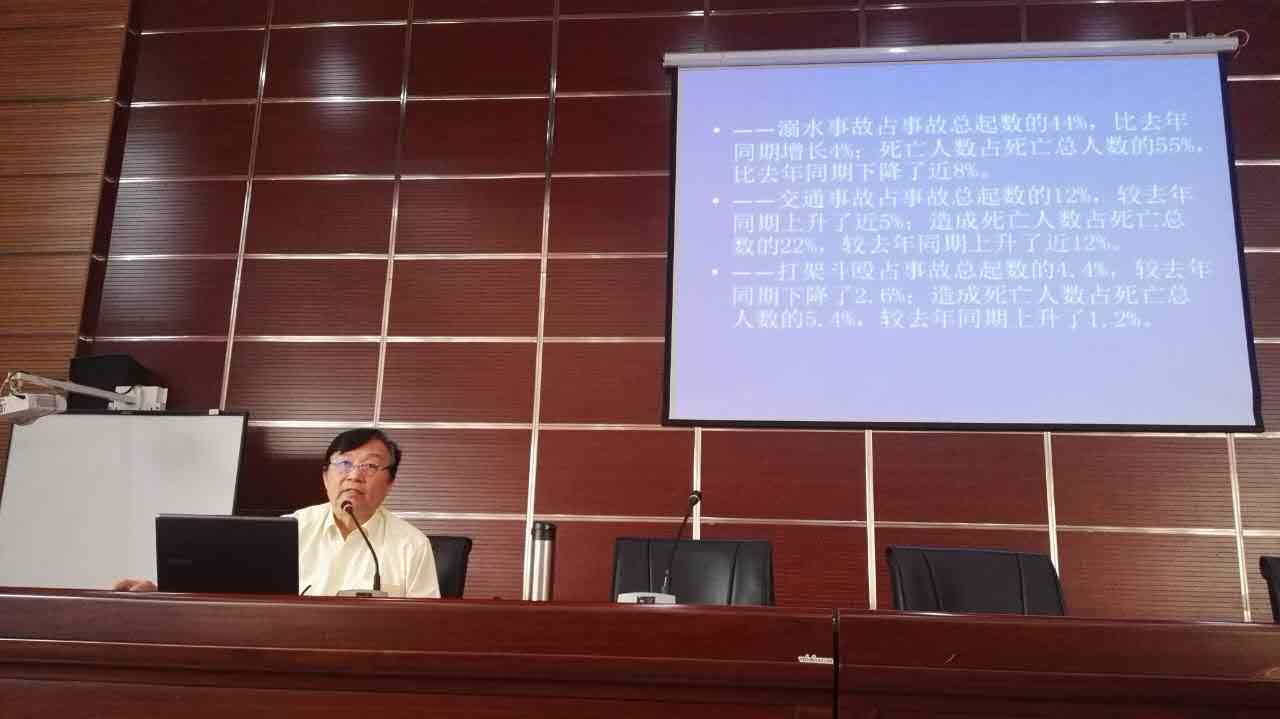 • ——溺水事故占事故总起数的44%，比去年
同期增长4%；死亡人数占死亡总人数的55%，
比去年同期下降了近8%。
• ——交通事故占事故总起数的12%，较去年
同期上升了近5%；造成死亡人数占死亡总
数的22%，较去年同期上升了近12%。
• ——打架斗殴占事故总起数的4.4%，较去年
同期下降了2.6%；造成死亡人数占死亡总
人数的5.4%，较去年同期上升了1.2%。